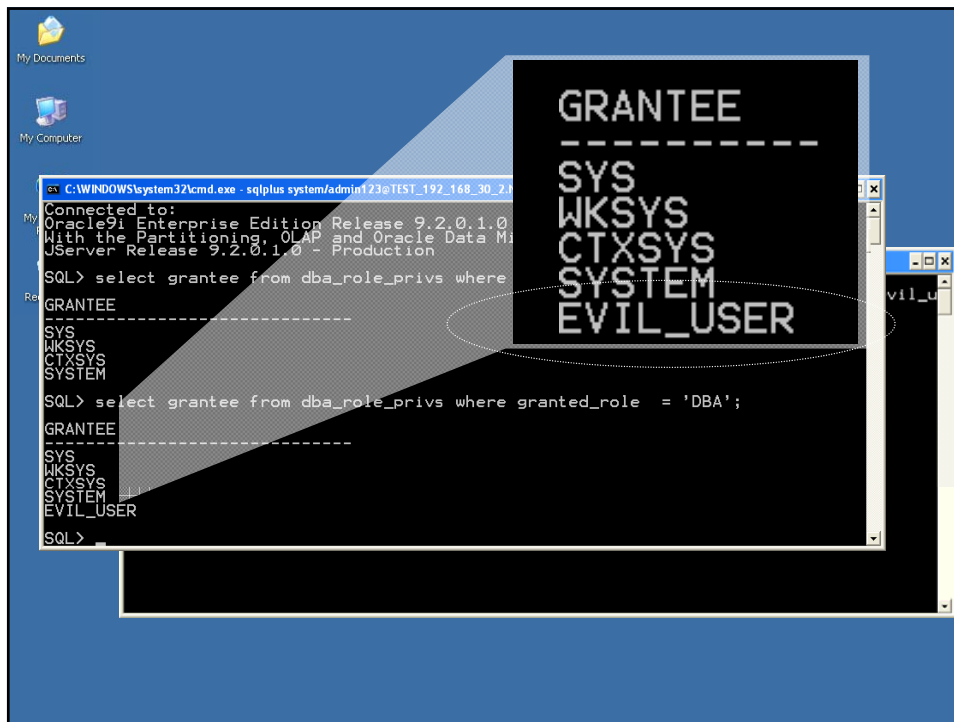 My Documents
My Computer
My
Re
C:\WINDOWS\system32\cmd.exe - sqlplus system/admin123@TEST_192_168_30_2.
Connected to:
Oracle9i Enterprise Edition Release 9.2.0.1.0
With the Partitioning, OLAP and Oracle Data Mi
JServer Release 9.2.0.1.0 - Production
SQL> select grantee from dba_role_privs where
GRANTEE
------------------------------
SYS
WKSYS
CTXSYS
SYSTEM
SQL> select grantee from dba_role_privs where granted_role  = 'DBA';
GRANTEE
------------------------------
SYS
WKSYS
CTXSYS
SYSTEM
EVIL_USER
SQL> _
GRANTEE
----------
SYS
WKSYS
CTXSYS
SYSTEM
EVIL_USER
vil_u